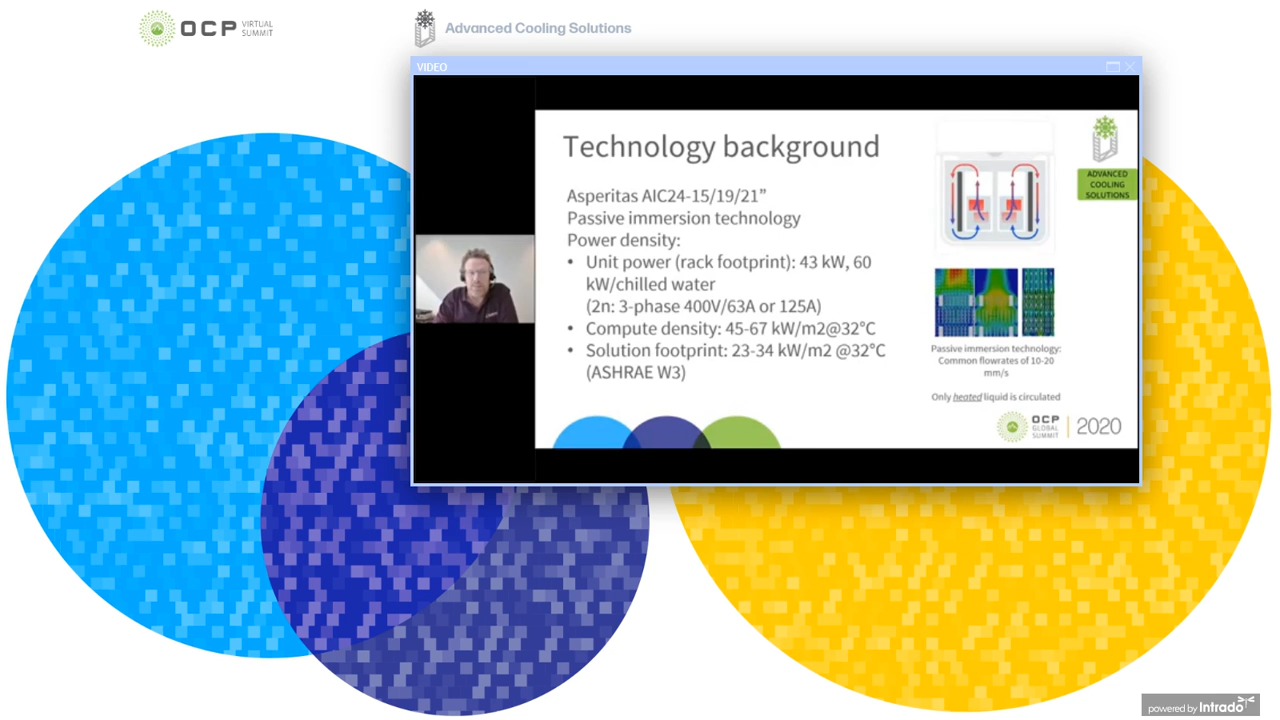 OCP VIRTUAL
SUMMIT
Advanced Cooling Solutions
VIDEO
Technology background
Asperitas AIC24-15/19/21”
Passive immersion technology
Power density:
• Unit power (rack footprint): 43 kW, 60
kW/chilled water
(2n: 3-phase 400V/63A or 125A)
• Compute density: 45-67 kW/m2@32°C
• Solution footprint: 23-34 kW/m2 @32°C
(ASHRAE W3)
ADVANCED
COOLING
SOLUTIONS
Passive immersion technology:
Common flowrates of 10-20
mm/s
Only heated liquid is circulated
OCP
GLOBAL
SUMMIT
2020
powered by Intrado